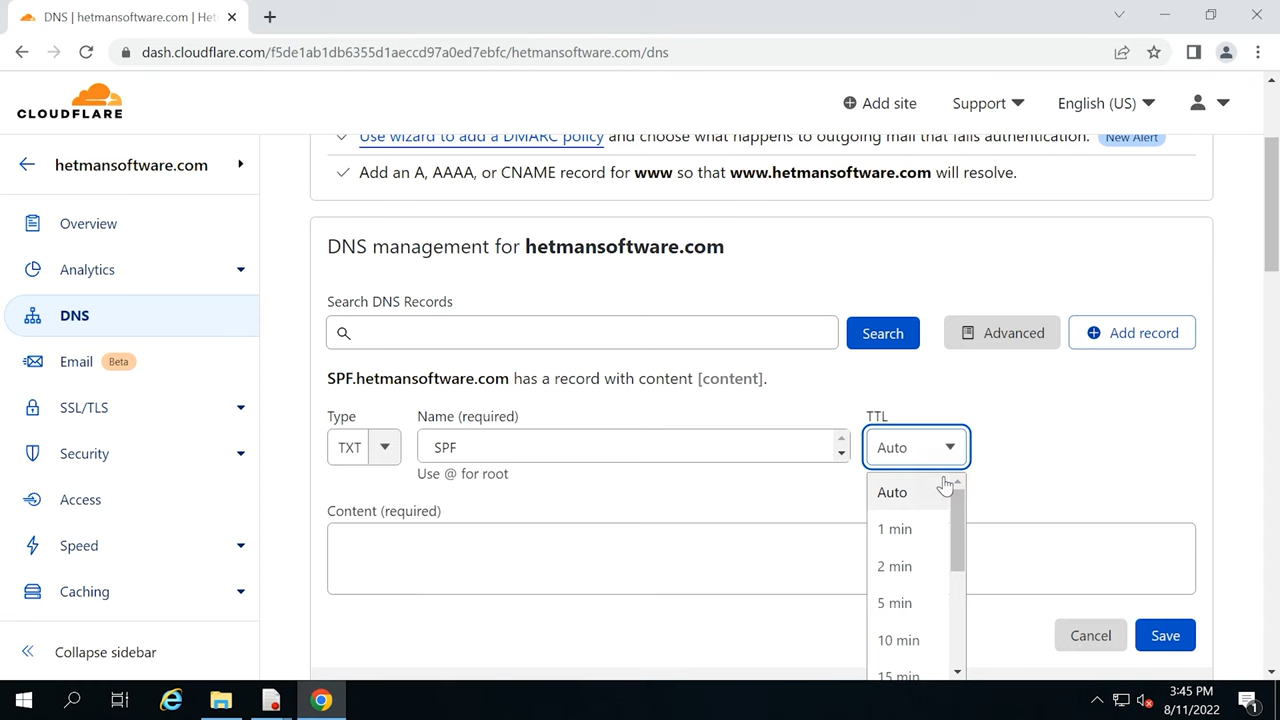 DNS | hetmansoftware.com | Het
dash.cloudflare.com/f5de1ab1db6355d1aeccd97a0ed7ebfc/hetmansoftware.com/dns
CLOUDFLARE
Add site
Support
English (US)
hetmansoftware.com
Overview
Analytics
DNS
Email Beta
SSL/TLS
Security
Access
Speed
Caching
Collapse sidebar
Use wizard to add a DMARC policy and choose what happens to outgoing mail that fails authentication. New Alert
Add an A, AAAA, or CNAME record for www so that www.hetmansoftware.com will resolve.
DNS management for hetmansoftware.com
Search DNS Records
Search
Advanced
Add record
SPF.hetmansoftware.com has a record with content [content].
Type
Name (required)
TTL
TXT
SPF
Auto
Use @ for root
Auto
1 min
2 min
5 min
10 min
15 min
Content (required)
Cancel
Save
3:45 PM
8/11/2022
1